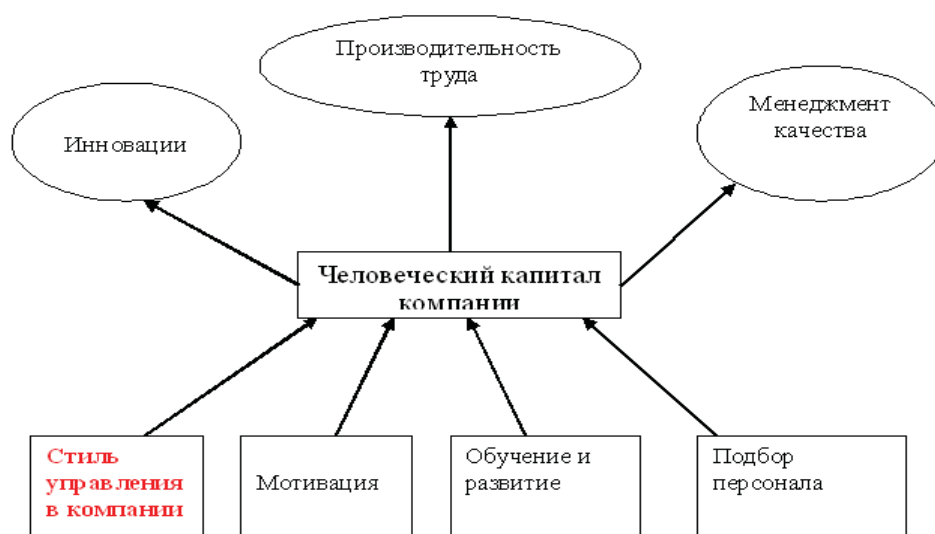 Производительность
труда
Инновации
Менеджмент
качества
Человеческий капитал
компании
Стиль
управления
в компании
Мотивация
Обучение и
развитие
Подбор
персонала